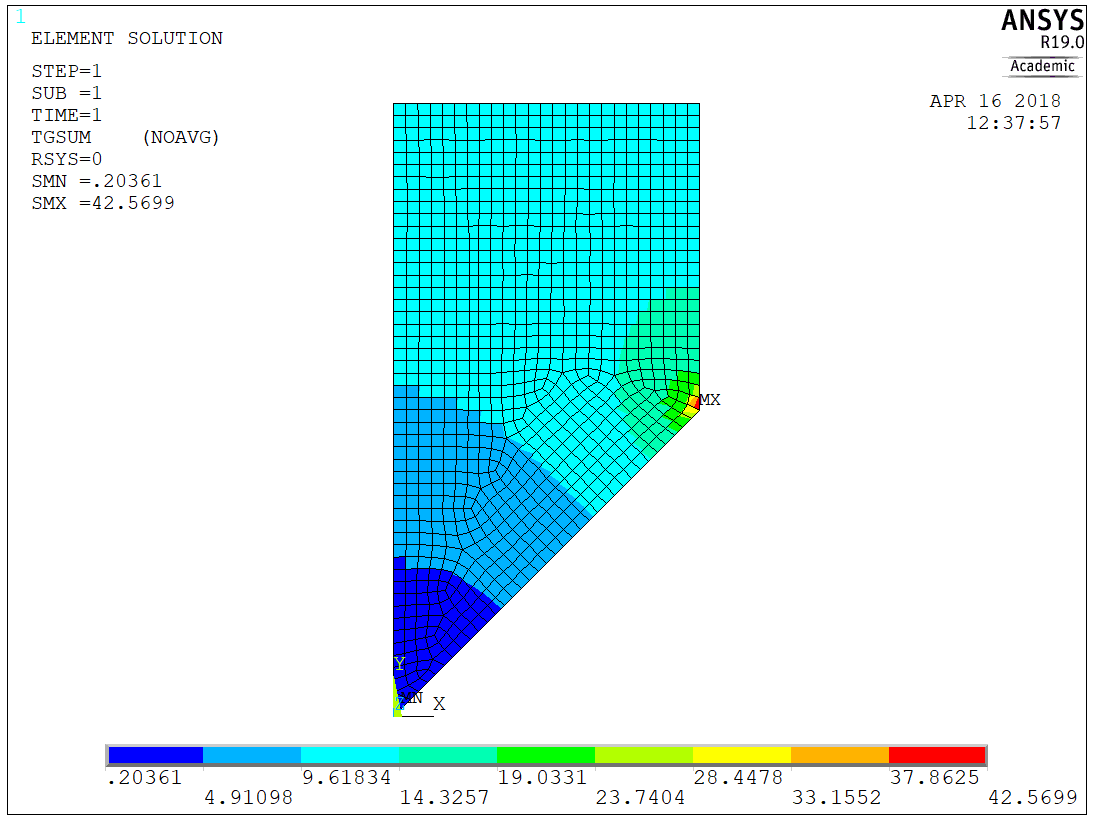 1
ANSYS
R19.0
Academic
ELEMENT SOLUTION
STEP=1
SUB =1
TIME=1
TGSUM (NOAVG)
RSYS=0
SMN =.20361
SMX =42.5699
APR 16 2018
12:37:57
MX
Y
MN
Z X
.20361 9.61834 19.0331 28.4478 37.8625
4.91098 14.3257 23.7404 33.1552 42.5699